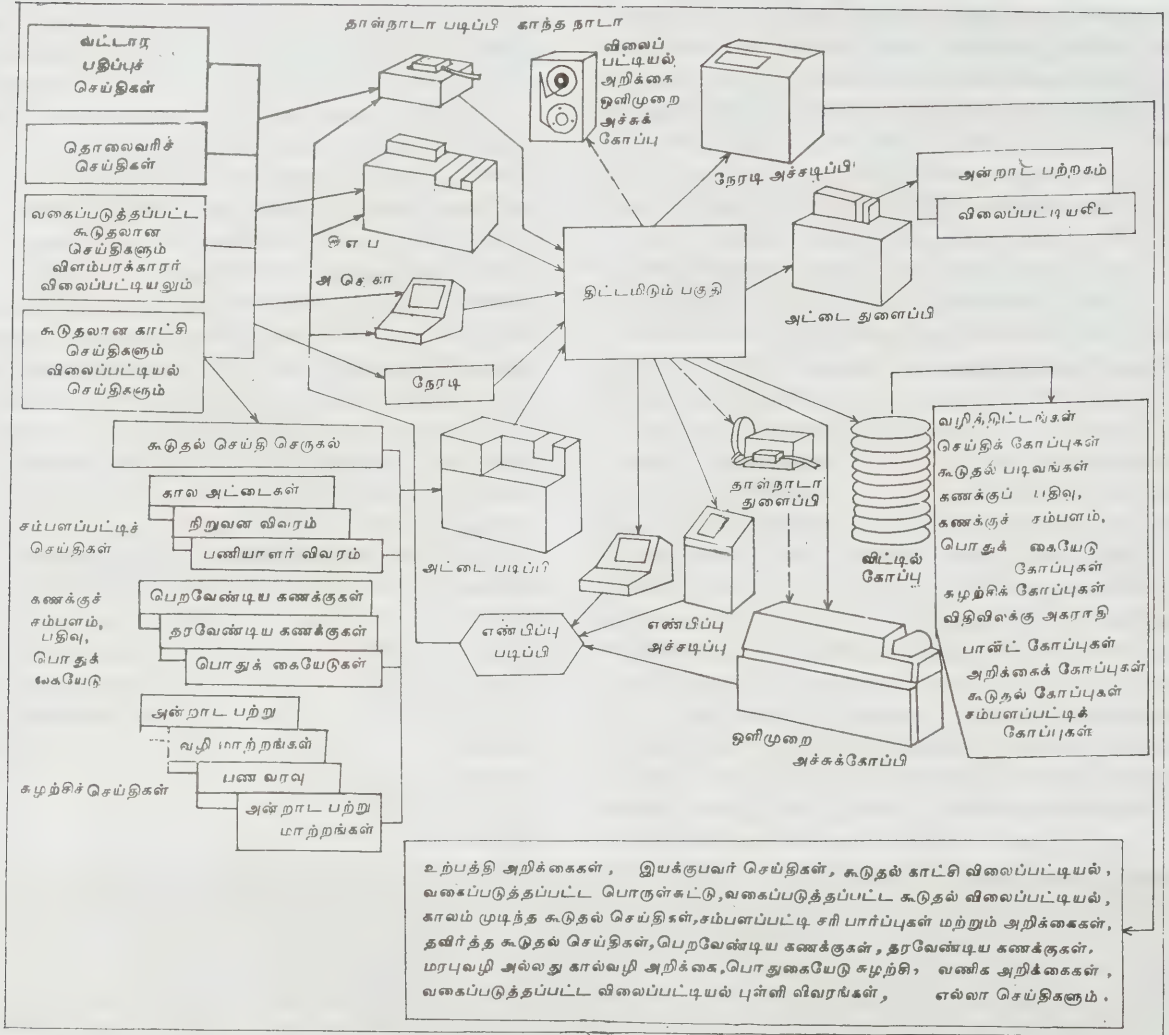 தாள்நாடா படிப்பி காந்த நாடா
வட்டார
பதிப்புச்
செய்திகள்
தொலைவரிச்
செய்திகள்
வகைப்படுத்தப்பட்ட
கூடுதலான
செய்திகளும்
விளம்பரக்காரர்
விலைப்பட்டியலும்
கூடுதலான காட்சி
செய்திகளும்
விலைப்பட்டியல்
செய்திகளும்
விலைப்
பட்டியல்
அறிக்கை
ஒளிமுறை
அச்சுக்
கோப்பு
நேரடி அச்சடிப்பி
அன்றாட பற்றகம்
விலைப்பட்டியலிட
அட்டை துளைப்பி
ஒ எ ப
அ செ கா
நேரடி
திட்டமிடும் பகுதி
கூடுதல் செய்தி செருகல்
சம்பளப்பட்டிச்
செய்திகள்
கால அட்டைகள்
நிறுவன விவரம்
பணியாளர் விவரம்
அட்டை படிப்பி
கணக்குச்
சம்பளம்,
பதிவு,
பொதுக்
கையேடு
பெறவேண்டிய கணக்குகள்
தரவேண்டிய கணக்குகள்
பொதுக் கையேடுகள்
சுழற்சிச் செய்திகள்
அன்றாட பற்று
வழி மாற்றங்கள்
பண வரவு
அன்றாட பற்று
மாற்றங்கள்
எண்பிப்பு
படிப்பி
எண்பிப்பு
அச்சடிப்பு
தாள்நாடா
துளைப்பி
விட்டில்
கோப்பு
ஒளிமுறை
அச்சுக்கோப்பி
வழித்திட்டங்கள்
செய்திக் கோப்புகள்
கூடுதல் படிவங்கள்
கணக்குப் பதிவு,
கணக்குச் சம்பளம்,
பொதுக் கையேடு
கோப்புகள்
சுழற்சிக் கோப்புகள்
விதிவிலக்கு அகராதி
பான்ட் கோப்புகள்
அறிக்கைக் கோப்புகள்
கூடுதல் கோப்புகள்
சம்பளப்பட்டிக்
கோப்புகள்
உற்பத்தி அறிக்கைகள், இயக்குபவர் செய்திகள், கூடுதல் காட்சி விலைப்பட்டியல்,
வகைப்படுத்தப்பட்ட பொருள்சுட்டு, வகைப்படுத்தப்பட்ட கூடுதல் விலைப்பட்டியல்,
காலம் முடிந்த கூடுதல் செய்திகள், சம்பளப்பட்டி சரி பார்ப்புகள் மற்றும் அறிக்கைகள்,
தவிர்த்த கூடுதல் செய்திகள், பெறவேண்டிய கணக்குகள், தரவேண்டிய கணக்குகள்.
மரபுவழி அல்லது கால்வழி அறிக்கை, பொதுகையேடு சுழற்சி, வணிக அறிக்கைகள்,
வகைப்படுத்தப்பட்ட விலைப்பட்டியல் புள்ளி விவரங்கள், எல்லா செய்திகளும்.